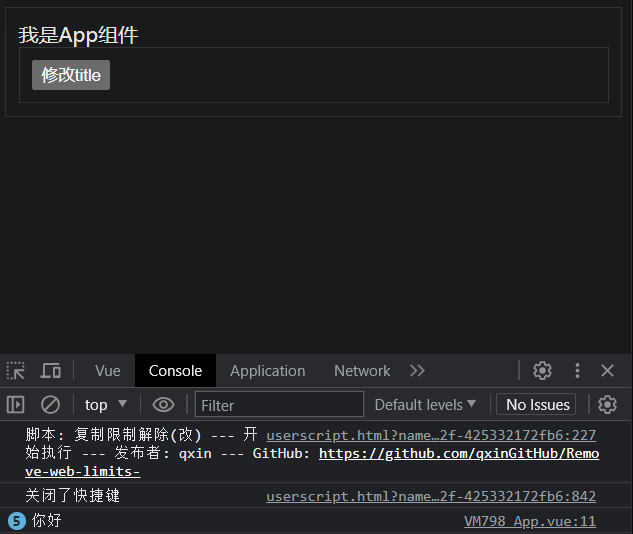 我是App组件
修改title
Vue Console Application Network
top Filter Default levels No Issues
脚本: 复制限制解除(改) --- 开 userscript.html?name…2f-425332172fb6:227
始执行 --- 发布者: qxin --- GitHub: https://github.com/qxinGitHub/Remo
ve-web-limits-
关闭了快捷键 userscript.html?name…2f-425332172fb6:842
5 你好 VM798 App.vue:11